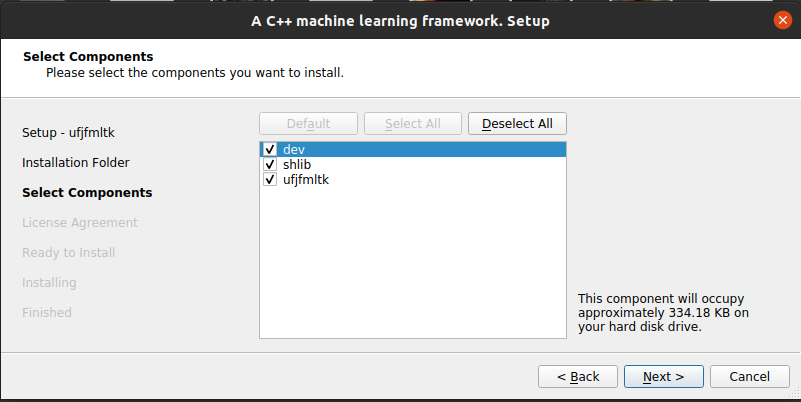 A C++ machine learning framework. Setup
Select Components
Please select the components you want to install.
Setup - ufjfmltk
Installation Folder
Select Components
License Agreement
Ready to Install
Installing
Finished
Default
Select All
Deselect All
dev
shlib
ufjfmltk
This component will occupy
approximately 334.18 KB on
your hard disk drive.
< Back
Next >
Cancel